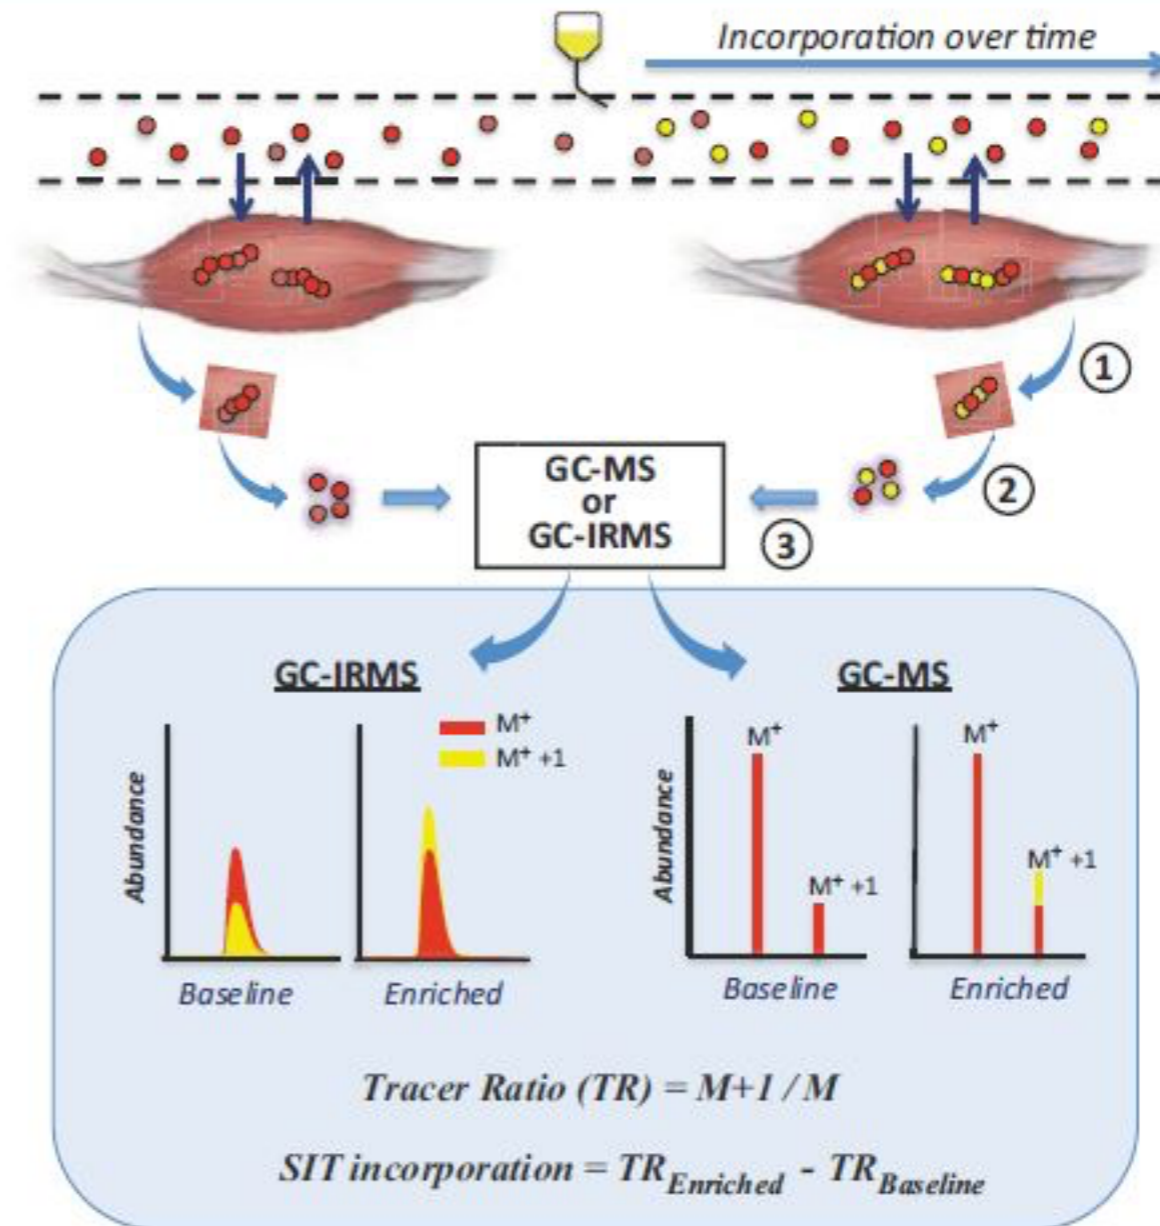 Incorporation over time
1
2
GC-MS
or
GC-IRMS
3
GC-IRMS
GC-MS
M⁺
M⁺ +1
Abundance
Baseline
Enriched
Abundance
M⁺
M⁺ +1
Baseline
M⁺
M⁺ +1
Enriched
Tracer Ratio (TR) = M+1 / M
SIT incorporation = TR_Enriched - TR_Baseline